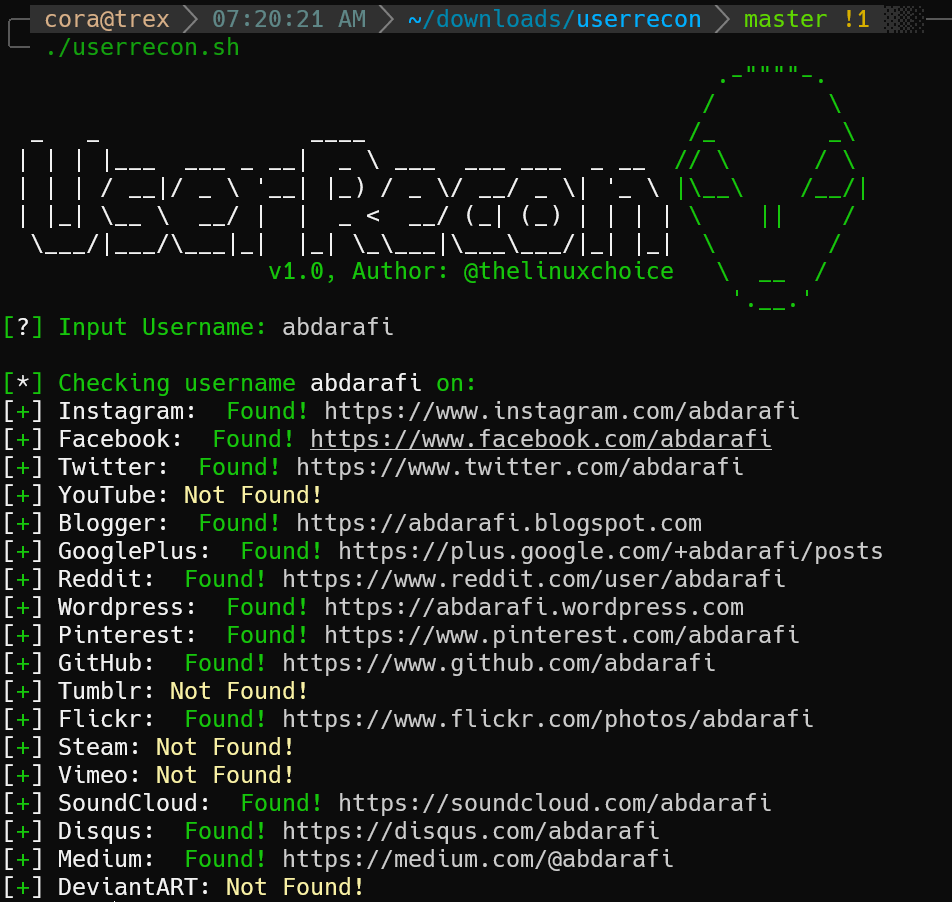 cora@trex 07:20:21 AM ~/downloads/userrecon master !1
./userrecon.sh
UserRecon
v1.0, Author: @thelinuxchoice
[?] Input Username: abdarafi
[*] Checking username abdarafi on:
[+] Instagram: Found! https://www.instagram.com/abdarafi
[+] Facebook: Found! https://www.facebook.com/abdarafi
[+] Twitter: Found! https://www.twitter.com/abdarafi
[+] YouTube: Not Found!
[+] Blogger: Found! https://abdarafi.blogspot.com
[+] GooglePlus: Found! https://plus.google.com/+abdarafi/posts
[+] Reddit: Found! https://www.reddit.com/user/abdarafi
[+] Wordpress: Found! https://abdarafi.wordpress.com
[+] Pinterest: Found! https://www.pinterest.com/abdarafi
[+] GitHub: Found! https://www.github.com/abdarafi
[+] Tumblr: Not Found!
[+] Flickr: Found! https://www.flickr.com/photos/abdarafi
[+] Steam: Not Found!
[+] Vimeo: Not Found!
[+] SoundCloud: Found! https://soundcloud.com/abdarafi
[+] Disqus: Found! https://disqus.com/abdarafi
[+] Medium: Found! https://medium.com/@abdarafi
[+] DeviantART: Not Found!